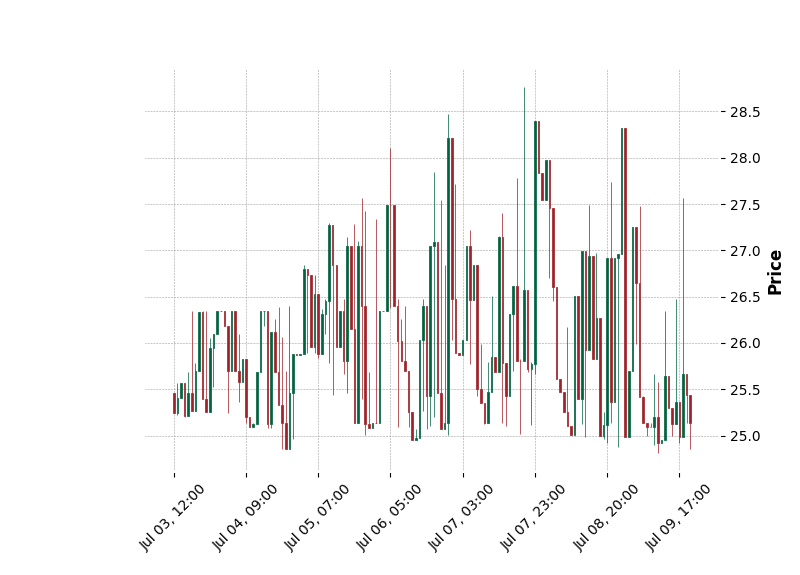 28.5
28.0
27.5
27.0
26.5
26.0
25.5
25.0
Price
Jul 03, 12:00
Jul 04, 09:00
Jul 05, 07:00
Jul 06, 05:00
Jul 07, 03:00
Jul 07, 23:00
Jul 08, 20:00
Jul 09, 17:00